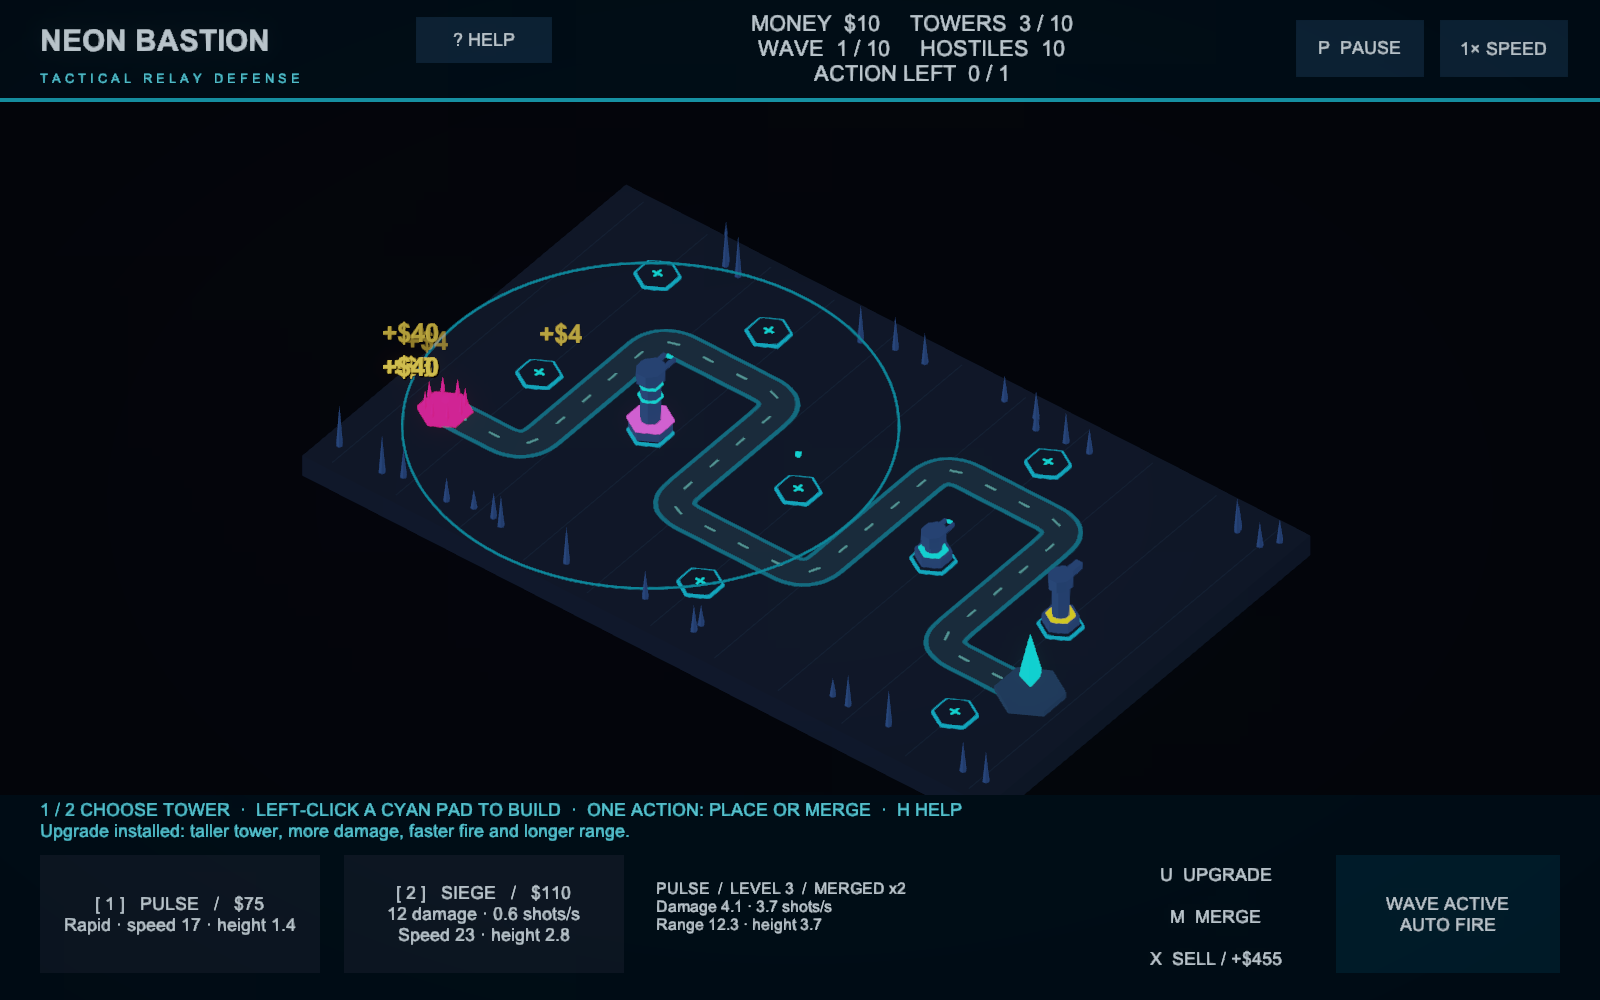 NEON BASTION
TACTICAL RELAY DEFENSE
? HELP
MONEY $10 TOWERS 3 / 10
WAVE 1 / 10 HOSTILES 10
ACTION LEFT 0 / 1
P PAUSE
1× SPEED
+$40
+$4
+$40
+$4
1 / 2 CHOOSE TOWER · LEFT-CLICK A CYAN PAD TO BUILD · ONE ACTION: PLACE OR MERGE · H HELP
Upgrade installed: taller tower, more damage, faster fire and longer range.
[ 1 ] PULSE / $75
Rapid · speed 17 · height 1.4
[ 2 ] SIEGE / $110
12 damage · 0.6 shots/s
Speed 23 · height 2.8
PULSE / LEVEL 3 / MERGED x2
Damage 4.1 · 3.7 shots/s
Range 12.3 · height 3.7
U UPGRADE
M MERGE
X SELL / +$455
WAVE ACTIVE
AUTO FIRE